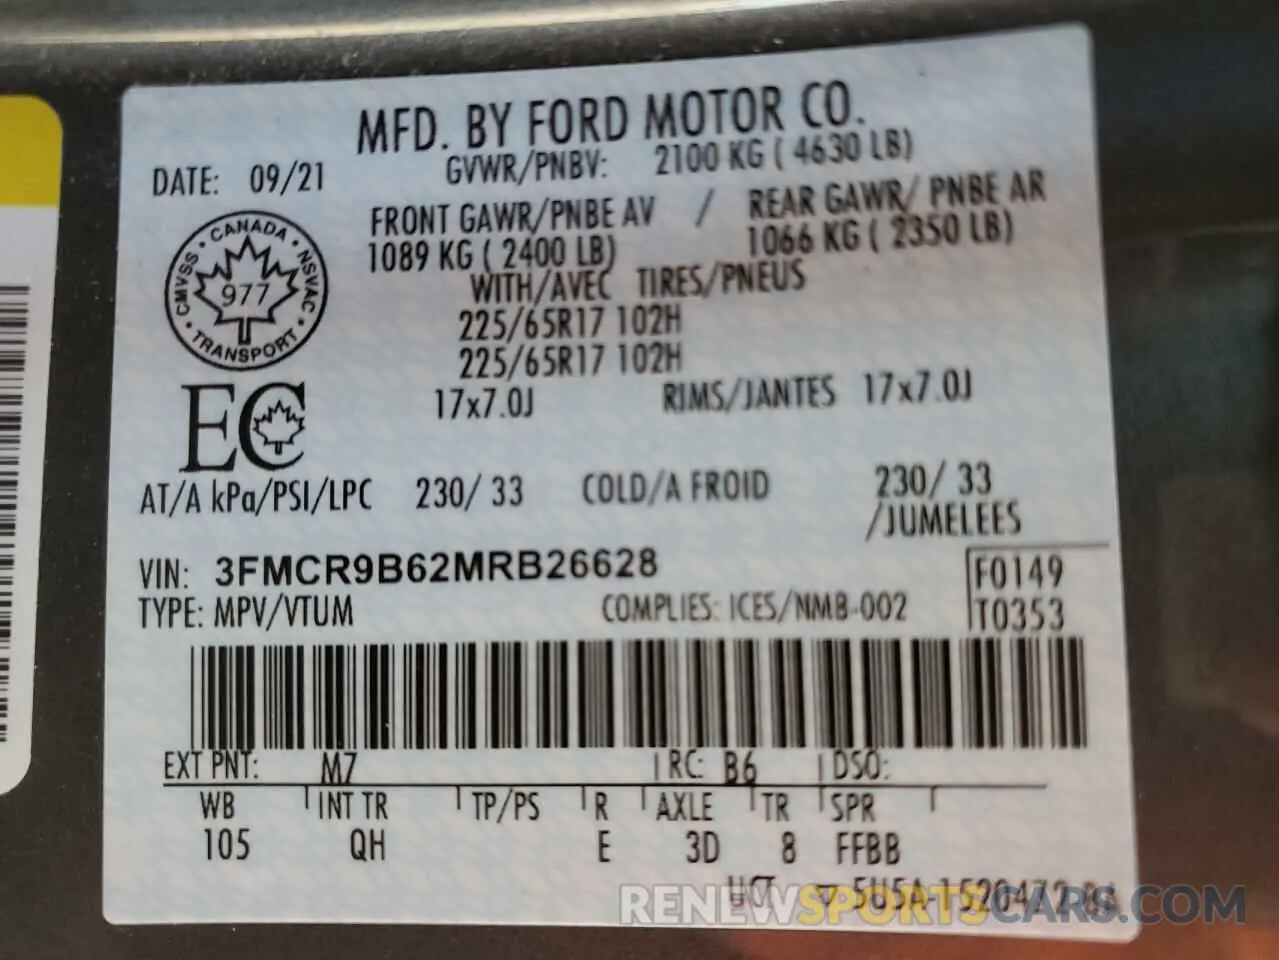 MFD. BY FORD MOTOR CO.
DATE: 09/21 GVWR/PNBV: 2100 KG ( 4630 LB)
FRONT GAWR/PNBE AV / REAR GAWR/ PNBE AR
1089 KG ( 2400 LB) 1066 KG ( 2350 LB)
WITH/AVEC TIRES/PNEUS
225/65R17 102H
225/65R17 102H
17x7.0J RIMS/JANTES 17x7.0J
CANADA
CMVSS • NSVAC
977
TRANSPORT
EC
AT/A kPa/PSI/LPC 230/ 33 COLD/A FROID 230/ 33
/JUMELEES
VIN: 3FMCR9B62MRB26628
F0149
TYPE: MPV/VTUM COMPLIES: ICES/NMB-002 T0353
EXT PNT: M7 RC: B6 DSO:
WB INT TR TP/PS R AXLE TR SPR
105 QH E 3D 8 FFBB
UCT 5U5A-1520472-BA
RENEWSPORTSCARS.COM